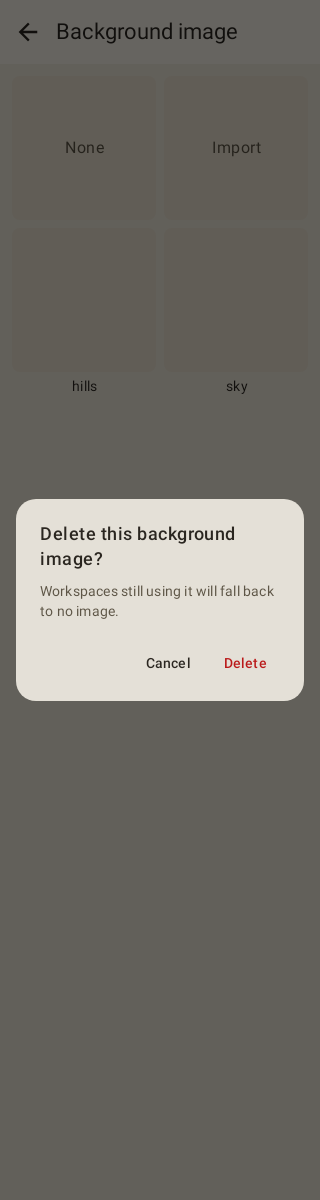 Background image
None
Import
hills
sky
Delete this background
image?
Workspaces still using it will fall back
to no image.
Cancel
Delete